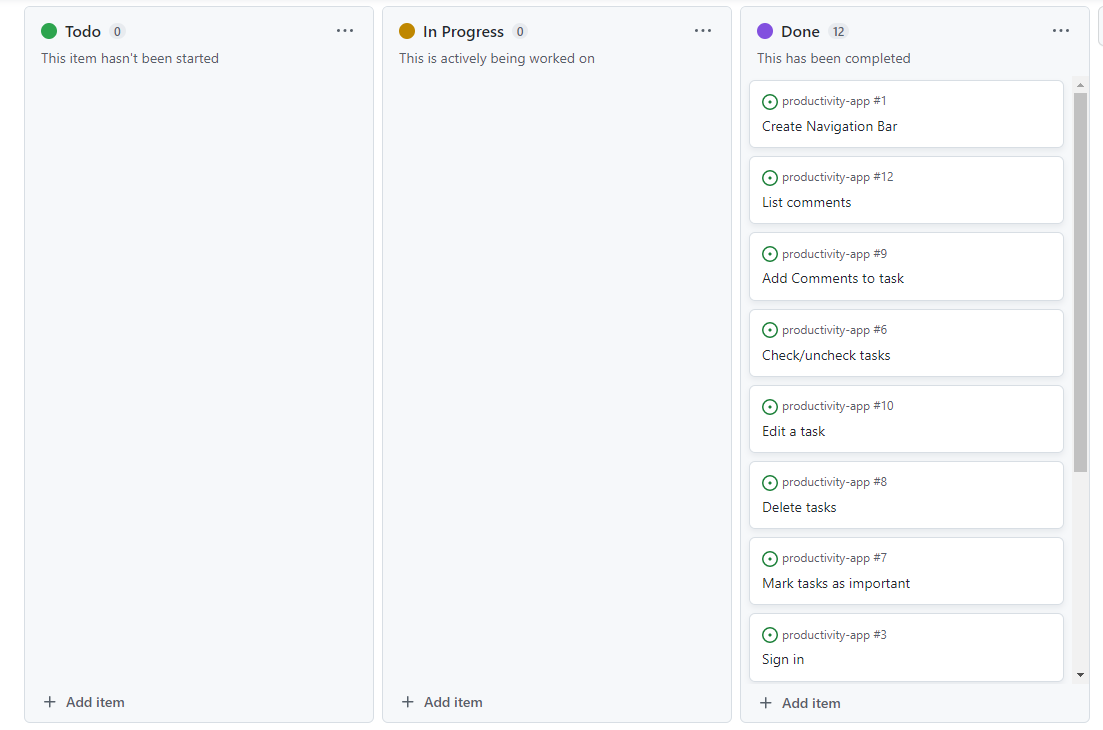 Todo 0
This item hasn't been started
Add item
In Progress 0
This is actively being worked on
Add item
Done 12
This has been completed
productivity-app #1
Create Navigation Bar
productivity-app #12
List comments
productivity-app #9
Add Comments to task
productivity-app #6
Check/uncheck tasks
productivity-app #10
Edit a task
productivity-app #8
Delete tasks
productivity-app #7
Mark tasks as important
productivity-app #3
Sign in
Add item